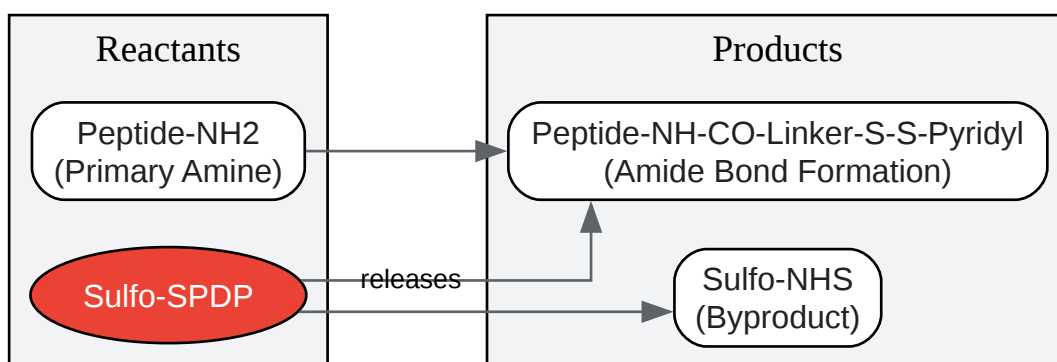 Reactants
Products
Peptide-NH2
(Primary Amine)
Peptide-NH-CO-Linker-S-S-Pyridyl
(Amide Bond Formation)
Sulfo-SPDP
releases
Sulfo-NHS
(Byproduct)